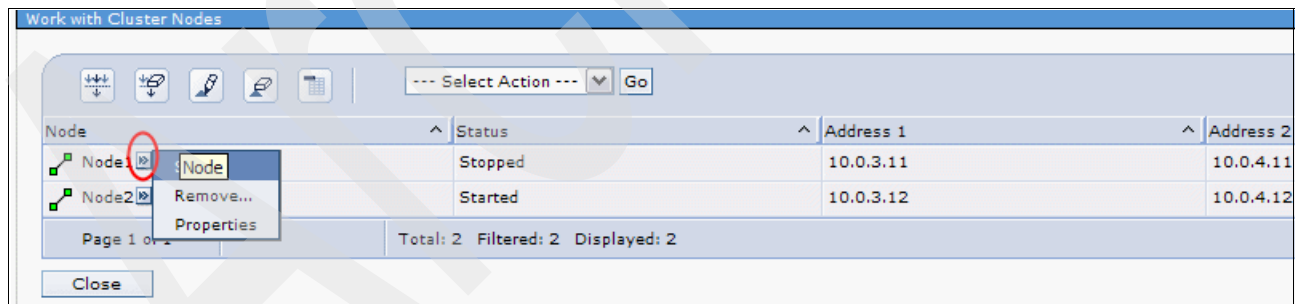 Work with Cluster Nodes
--- Select Action --- Go
Node Status Address 1 Address 2
Node1 Node Stopped 10.0.3.11 10.0.4.11
Node2 Remove... Started 10.0.3.12 10.0.4.12
Properties
Page 1 of 1 Total: 2 Filtered: 2 Displayed: 2
Close